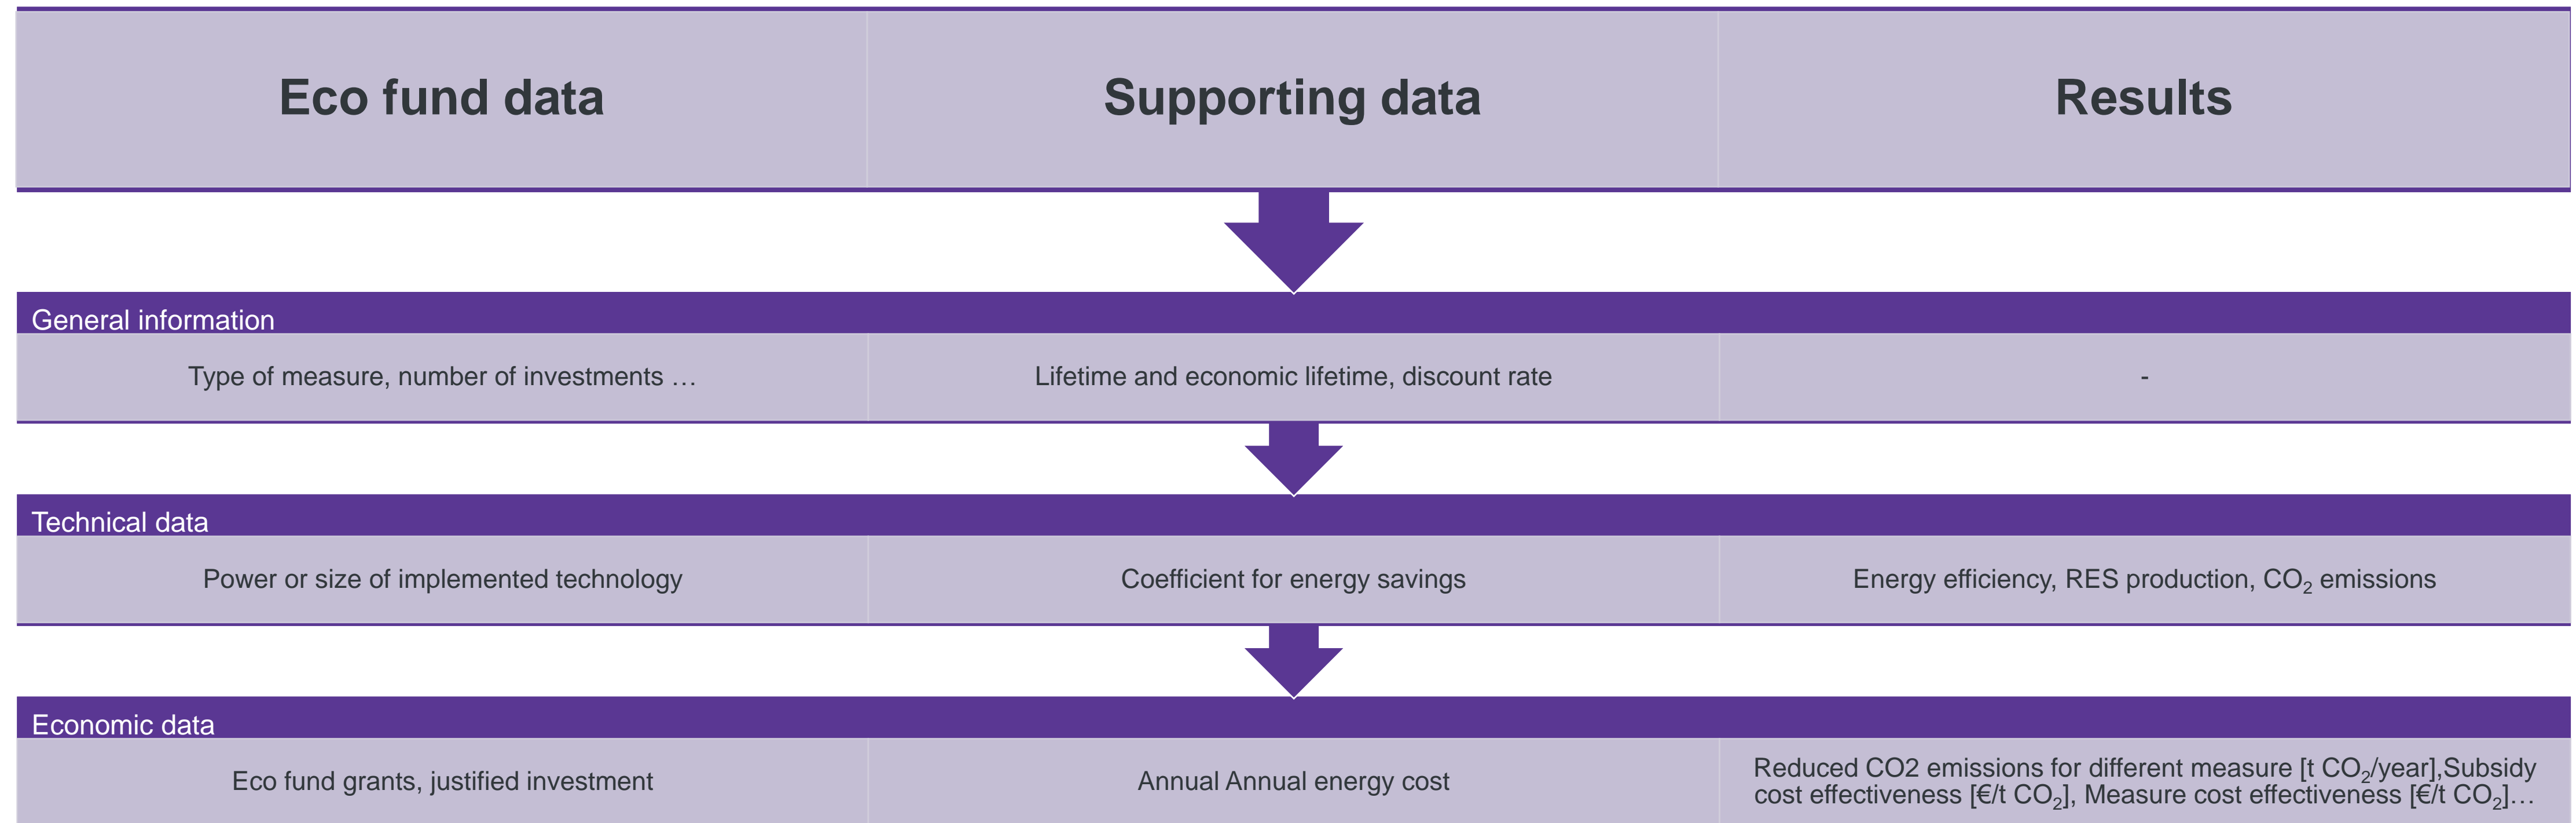 Eco fund data
Supporting data
Results
General information
Type of measure, number of investments …
Lifetime and economic lifetime, discount rate
-
Technical data
Power or size of implemented technology
Coefficient for energy savings
Energy efficiency, RES production, CO₂ emissions
Economic data
Eco fund grants, justified investment
Annual Annual energy cost
Reduced CO2 emissions for different measure [t CO₂/year],Subsidy
cost effectiveness [€/t CO₂], Measure cost effectiveness [€/t CO₂]…